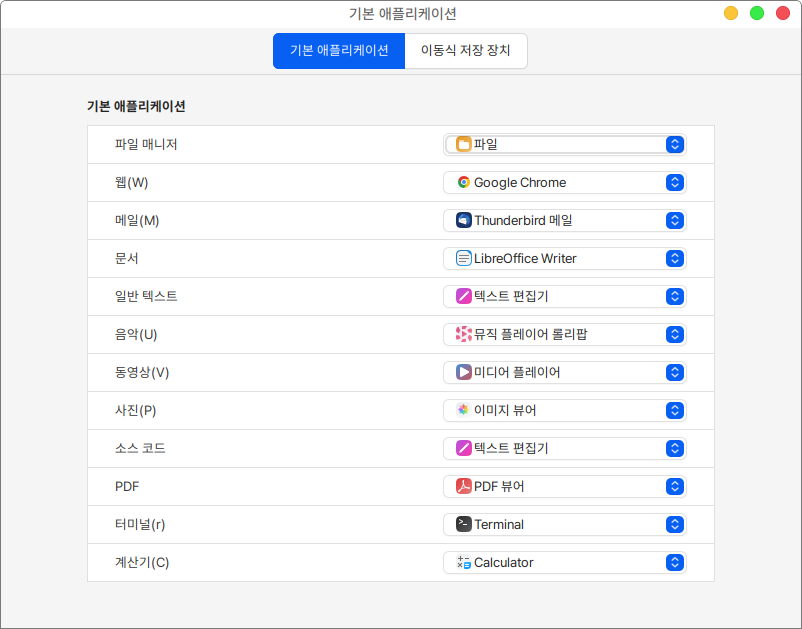 기본 애플리케이션
기본 애플리케이션 이동식 저장 장치
기본 애플리케이션
파일 매니저 파일
웹(W) Google Chrome
메일(M) Thunderbird 메일
문서 LibreOffice Writer
일반 텍스트 텍스트 편집기
음악(U) 뮤직 플레이어 롤리팝
동영상(V) 미디어 플레이어
사진(P) 이미지 뷰어
소스 코드 텍스트 편집기
PDF PDF 뷰어
터미널(r) Terminal
계산기(C) Calculator